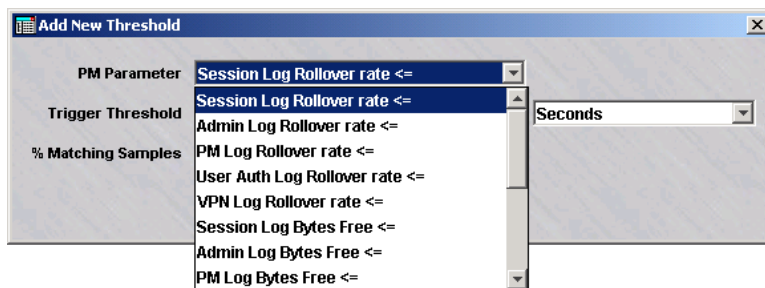 Add New Threshold
PM Parameter Session Log Rollover rate <=
Session Log Rollover rate <=
Trigger Threshold Seconds
Admin Log Rollover rate <=
% Matching Samples PM Log Rollover rate <=
User Auth Log Rollover rate <=
VPN Log Rollover rate <=
Session Log Bytes Free <=
Admin Log Bytes Free <=
PM Log Bytes Free <=